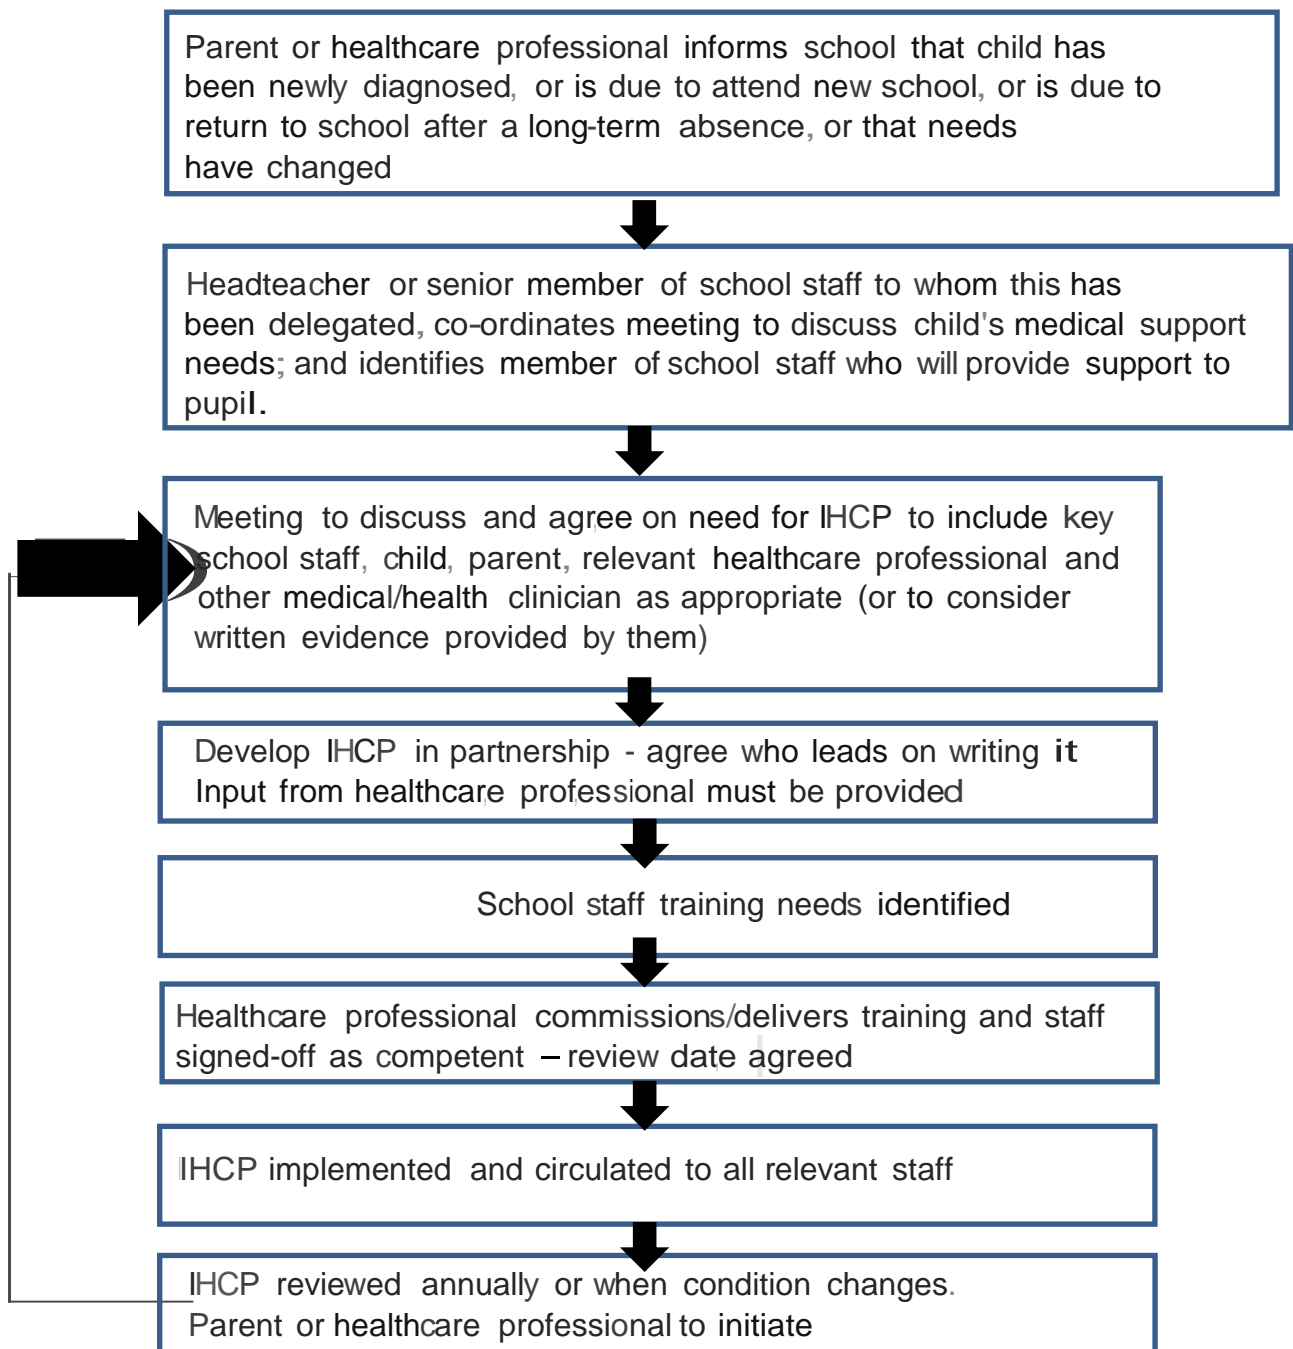 Parent or healthcare professional informs school that child has
been newly diagnosed, or is due to attend new school, or is due to
return to school after a long-term absence, or that needs
have changed
Headteacher or senior member of school staff to whom this has
been delegated, co-ordinates meeting to discuss child's medical support
needs; and identifies member of school staff who will provide support to
pupil.
Meeting to discuss and agree on need for IHCP to include key
school staff, child, parent, relevant healthcare professional and
other medical/health clinician as appropriate (or to consider
written evidence provided by them)
Develop IHCP in partnership - agree who leads on writing it
Input from healthcare professional must be provided
School staff training needs identified
Healthcare professional commissions/delivers training and staff
signed-off as competent – review date agreed
IHCP implemented and circulated to all relevant staff
IHCP reviewed annually or when condition changes.
Parent or healthcare professional to initiate